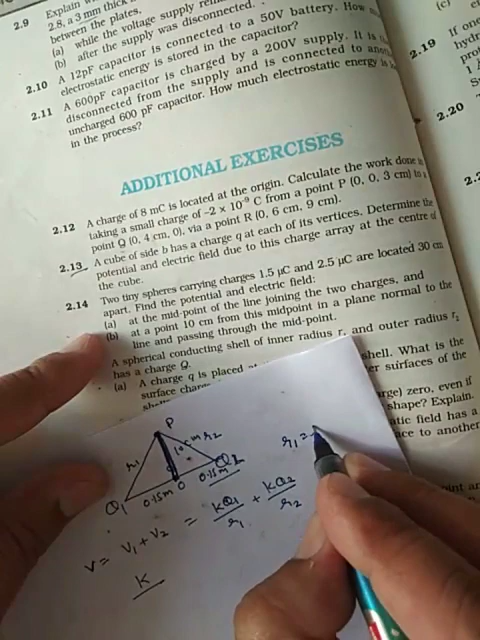 2.9 Explain w
2.8, a 3 mm thick
between the plates,
(a) while the voltage supply
(b) after the supply was disconnected.
2.10 A 12pF capacitor is connected to a 50V battery. How
electrostatic energy is stored in the capacitor?
2.11 A 600pF capacitor is charged by a 200V supply. It is
disconnected from the supply and is connected to
uncharged 600 pF capacitor. How much electrostatic energy is
in the process?
ADDITIONAL EXERCISES
2.12 A charge of 8 mC is located at the origin. Calculate the work done
taking a small charge of –2 × 10⁻⁹ C from a point P (0, 0, 3 cm) to
point Q (0, 4 cm, 0), via a point R (0, 6 cm, 9 cm).
2.13 A cube of side b has a charge q at each of its vertices. Determine the
potential and electric field due to this charge array at the centre of
the cube.
2.14 Two tiny spheres carrying charges 1.5 μC and 2.5 μC are located 30 cm
apart. Find the potential and electric field:
(a) at the mid-point of the line joining the two charges, and
(b) at a point 10 cm from this midpoint in a plane normal to the
line and passing through the mid-point.
A spherical conducting shell of inner radius r₁ and outer radius r₂
has a charge Q.
(a) A charge q is placed
shell. What is the
surface
surfaces of the
zero, even if
shape? Explain.
field has a
to another
(c)
2.19 If one
2.20
P
r₁
10cm
r₂
Q₁
0.15m
O
0.15m
Q₂
r₁ =
V = V₁ + V₂ = kQ₁/r₁ + kQ₂/r₂
k